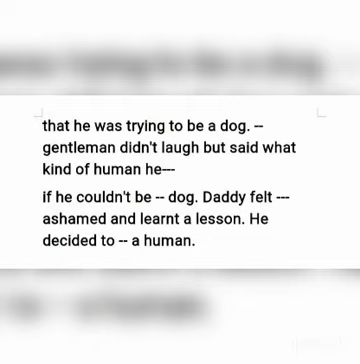 that he was trying to be a dog. --
gentleman didn't laugh but said what
kind of human he---
if he couldn't be -- dog. Daddy felt ---
ashamed and learnt a lesson. He
decided to -- a human.